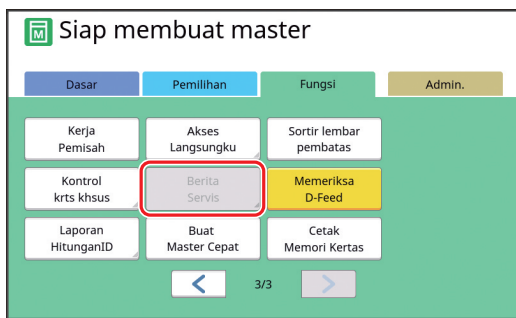 M Siap membuat master
Dasar
Pemilihan
Fungsi
Admin.
Kerja
Pemisah
Akses
Langsungku
Sortir lembar
pembatas
Kontrol
krts khsus
Berita
Servis
Memeriksa
D-Feed
Laporan
HitunganID
Buat
Master Cepat
Cetak
Memori Kertas
< 3/3 >